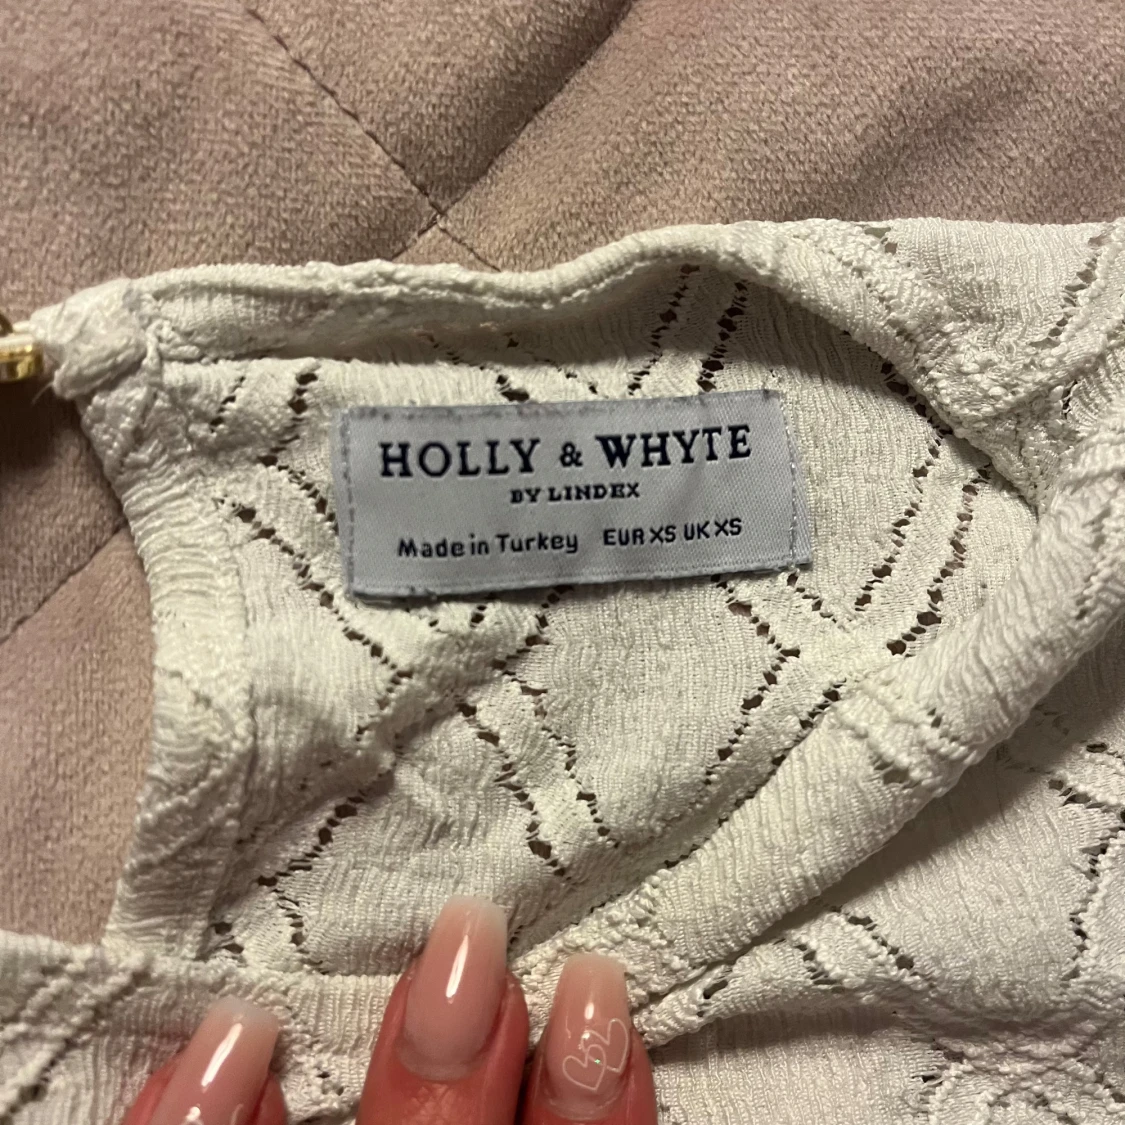 HOLLY & WHYTE
BY LINDEX
Made in Turkey EUR XS UK XS